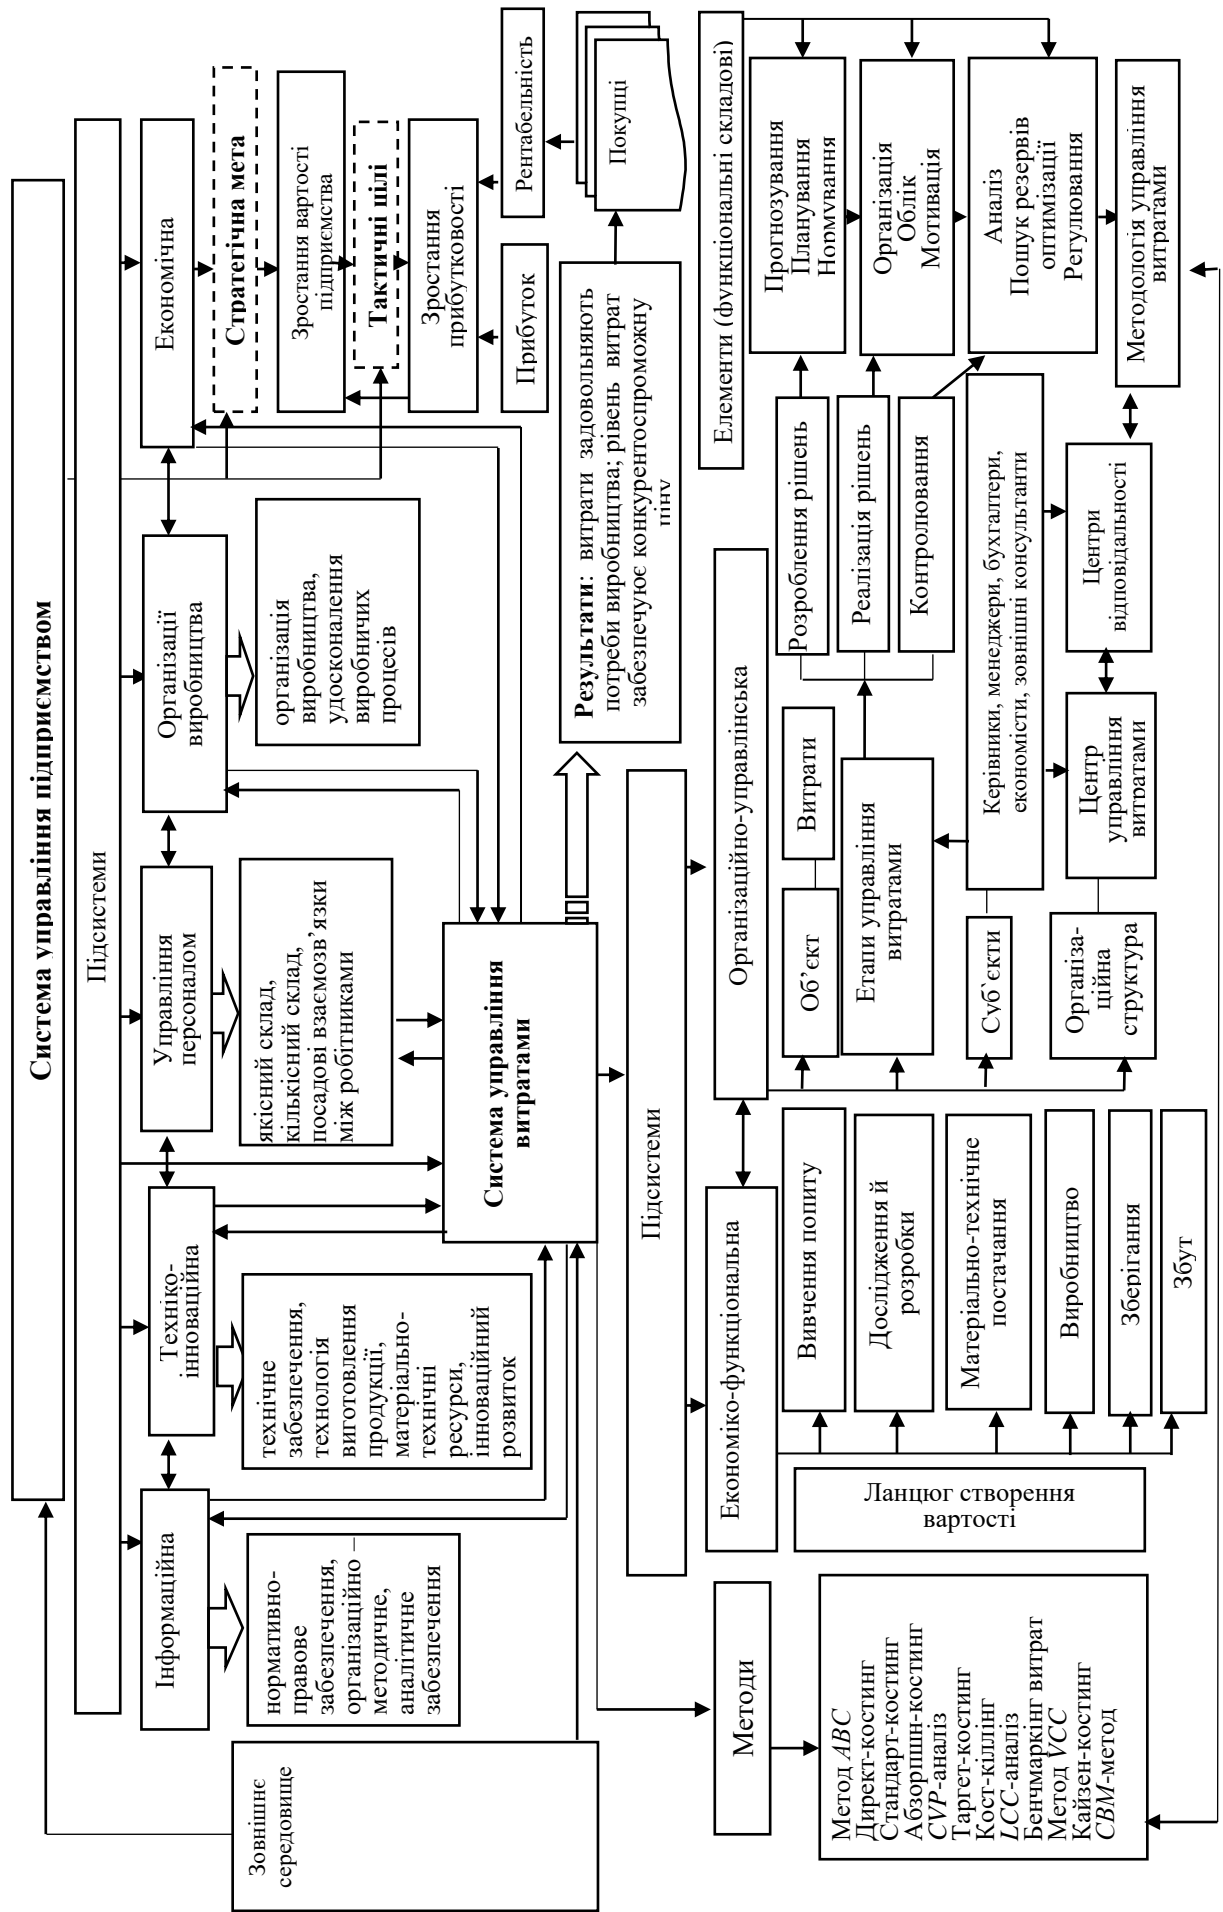 Система управління підприємством
Підсистеми
Інформаційна
Техніко-
інноваційна
Управління
персоналом
Організації
виробництва
Економічна
Стратегічна мета
Зростання вартості
підприємства
Тактичні цілі
Зростання
прибутковості
Прибуток
Рентабельність
Покупці
Зовнішнє
середовище
нормативно-
правове
забезпечення,
організаційно –
методичне,
аналітичне
забезпечення
технічне
забезпечення,
технологія
виготовлення
продукції,
матеріально-
технічні
ресурси,
інноваційний
розвиток
якісний склад,
кількісний склад,
посадові взаємозв’язки
між робітниками
організація
виробництва,
удосконалення
виробничих
процесів
Система управління
витратами
Результати: витрати задовольняють
потреби виробництва; рівень витрат
забезпечує конкурентоспроможну
ціну
Підсистеми
Методи
Метод ABC
Директ-костинг
Стандарт-костинг
Абзорпшн-костинг
CVP-аналіз
Таргет-костинг
Кост-кіллінг
LCC-аналіз
Бенчмаркінг витрат
Метод VCC
Кайзен-костинг
CBM-метод
Економіко-функціональна
Ланцюг створення
вартості
Вивчення попиту
Дослідження й
розробки
Матеріально-технічне
постачання
Виробництво
Зберігання
Збут
Організаційно-управлінська
Об’єкт
Витрати
Етапи управління
витратами
Розроблення рішень
Реалізація рішень
Контролювання
Суб`єкти
Керівники, менеджери, бухгалтери,
економісти, зовнішні консультанти
Організа-
ційна
структура
Центр
управління
витратами
Центри
відповідальності
Елементи (функціональні складові)
Прогнозування
Планування
Нормування
Організація
Облік
Мотивація
Аналіз
Пошук резервів
оптимізації
Регулювання
Методологія управління
витратами